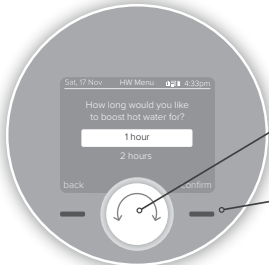 Sat, 17 Nov HW Menu 4:33pm
How long would you like
to boost hot water for?
1 hour
2 hours
back confirm